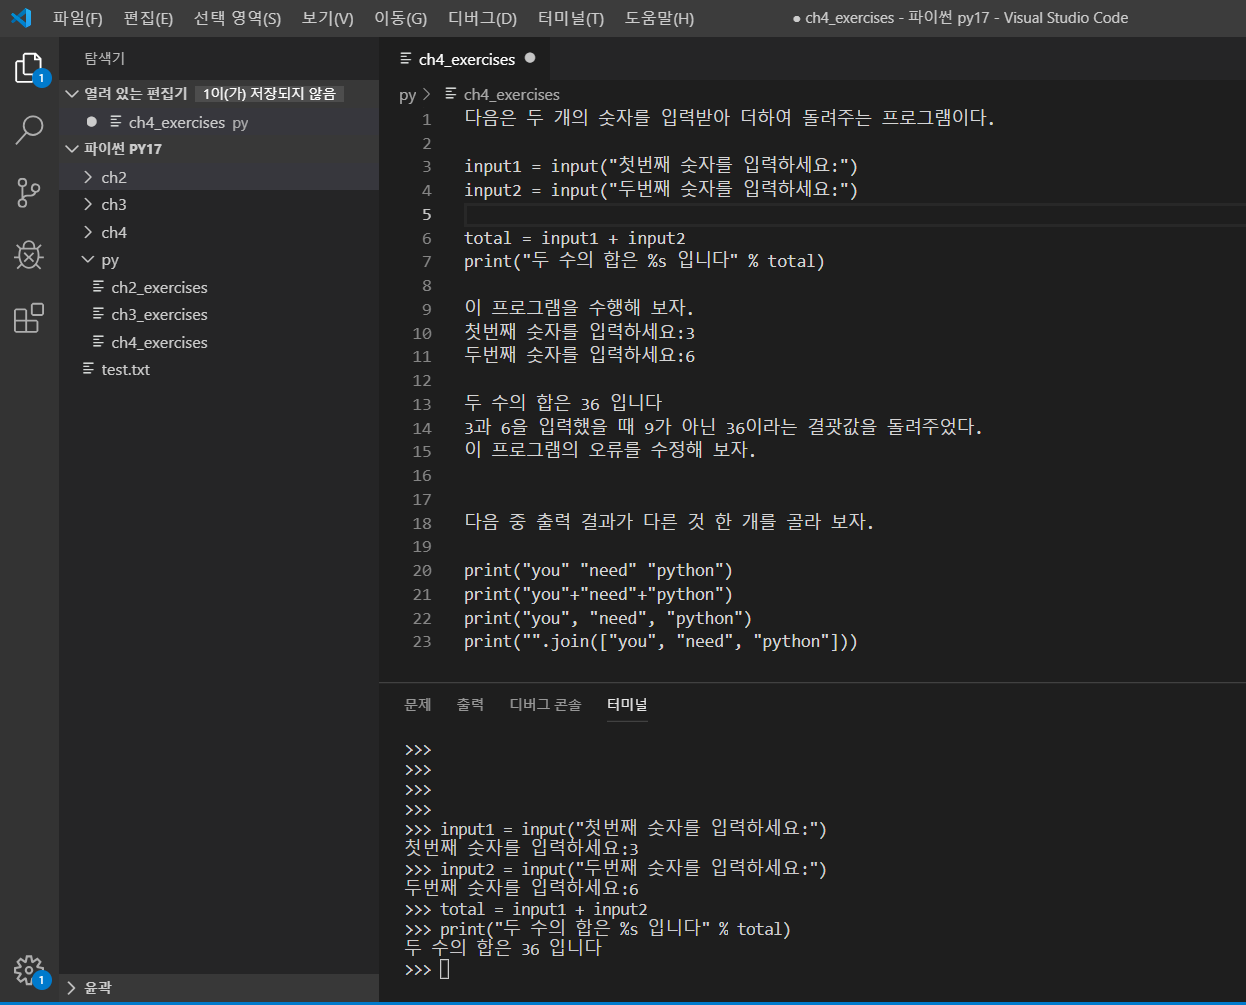 파일(F) 편집(E) 선택 영역(S) 보기(V) 이동(G) 디버그(D) 터미널(T) 도움말(H) ● ch4_exercises - 파이썬 py17 - Visual Studio Code
탐색기
열려 있는 편집기 1이(가) 저장되지 않음
ch4_exercises py
파이썬 PY17
ch2
ch3
ch4
py
ch2_exercises
ch3_exercises
ch4_exercises
test.txt
윤곽
1
1
ch4_exercises
py > ch4_exercises
1 다음은 두 개의 숫자를 입력받아 더하여 돌려주는 프로그램이다.
2
3 input1 = input("첫번째 숫자를 입력하세요:")
4 input2 = input("두번째 숫자를 입력하세요:")
5
6 total = input1 + input2
7 print("두 수의 합은 %s 입니다" % total)
8
9 이 프로그램을 수행해 보자.
10 첫번째 숫자를 입력하세요:3
11 두번째 숫자를 입력하세요:6
12
13 두 수의 합은 36 입니다
14 3과 6을 입력했을 때 9가 아닌 36이라는 결괏값을 돌려주었다.
15 이 프로그램의 오류를 수정해 보자.
16
17
18 다음 중 출력 결과가 다른 것 한 개를 골라 보자.
19
20 print("you" "need" "python")
21 print("you"+"need"+"python")
22 print("you", "need", "python")
23 print("".join(["you", "need", "python"]))
문제 출력 디버그 콘솔 터미널
>>>
>>>
>>>
>>>
>>> input1 = input("첫번째 숫자를 입력하세요:")
첫번째 숫자를 입력하세요:3
>>> input2 = input("두번째 숫자를 입력하세요:")
두번째 숫자를 입력하세요:6
>>> total = input1 + input2
>>> print("두 수의 합은 %s 입니다" % total)
두 수의 합은 36 입니다
>>>